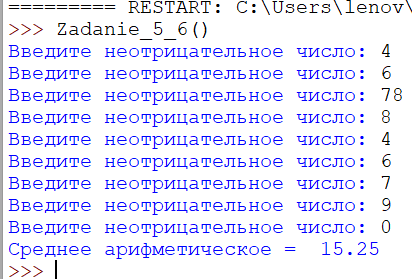 ========= RESTART: C:\Users\lenov\
>>> Zadanie_5_6()
Введите неотрицательное число: 4
Введите неотрицательное число: 6
Введите неотрицательное число: 78
Введите неотрицательное число: 8
Введите неотрицательное число: 4
Введите неотрицательное число: 6
Введите неотрицательное число: 7
Введите неотрицательное число: 9
Введите неотрицательное число: 0
Среднее арифметическое =  15.25
>>>